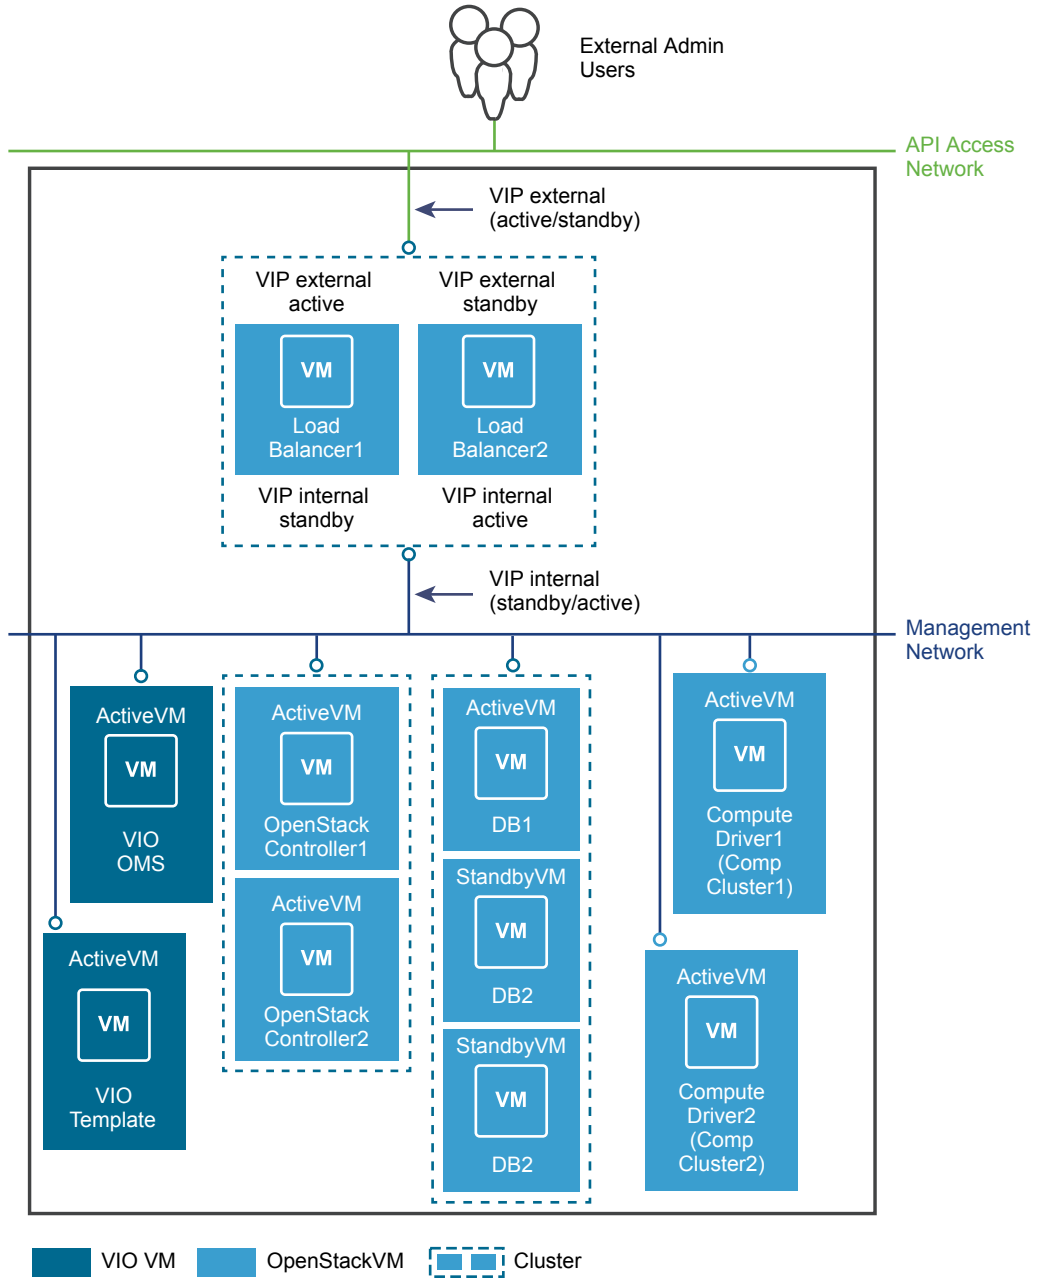 External Admin
Users
API Access
Network
VIP external
(active/standby)
VIP external
active
VIP external
standby
VM
Load
Balancer1
VM
Load
Balancer2
VIP internal
standby
VIP internal
active
VIP internal
(standby/active)
Management
Network
ActiveVM
VM
VIO
OMS
ActiveVM
VM
VIO
Template
ActiveVM
VM
OpenStack
Controller1
ActiveVM
VM
OpenStack
Controller2
ActiveVM
VM
DB1
StandbyVM
VM
DB2
StandbyVM
VM
DB2
ActiveVM
VM
Compute
Driver1
(Comp
Cluster1)
ActiveVM
VM
Compute
Driver2
(Comp
Cluster2)
VIO VM
OpenStackVM
Cluster